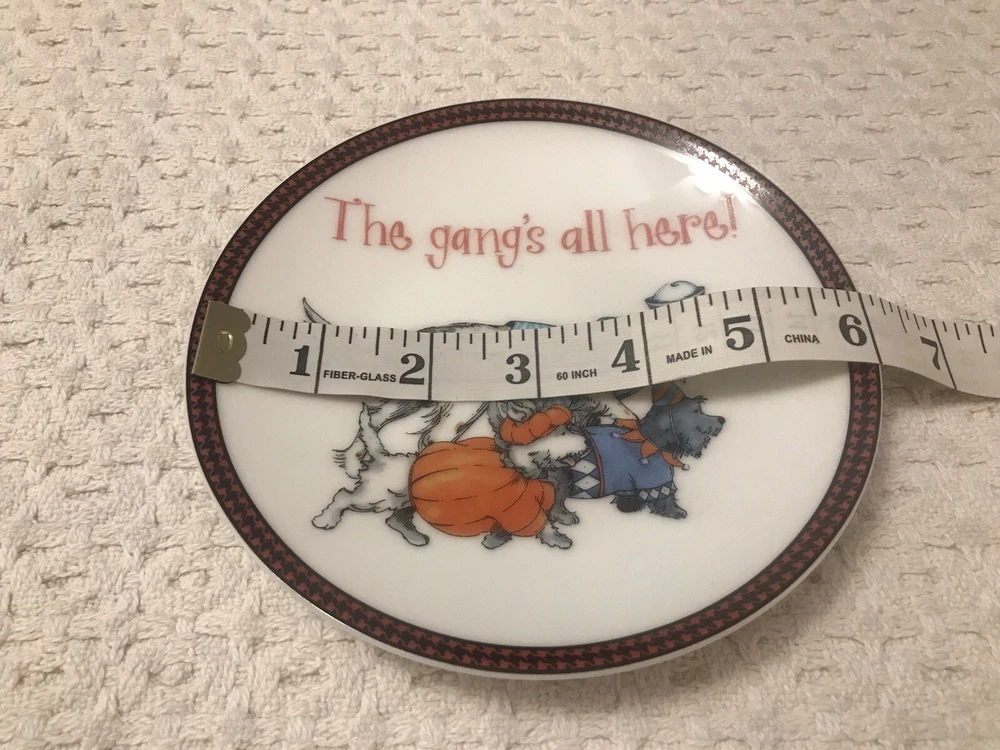 The gang's all here!
1 FIBER-GLASS 2 3 60 INCH 4 MADE IN 5 CHINA 6 7